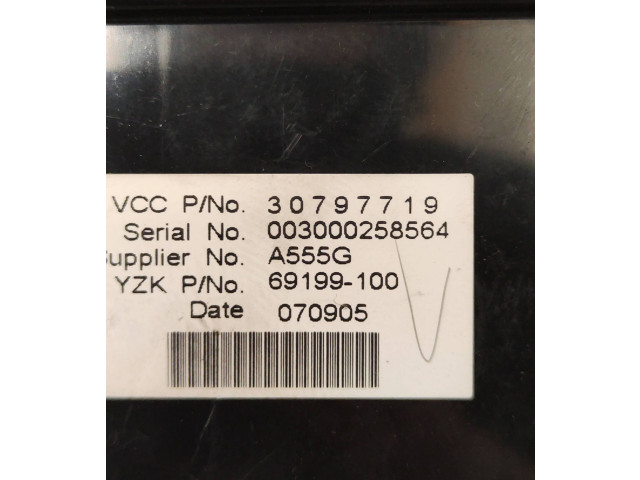 VCC P/No. 30797719
Serial No. 003000258564
upplier No. A555G
YZK P/No. 69199-100
Date 070905